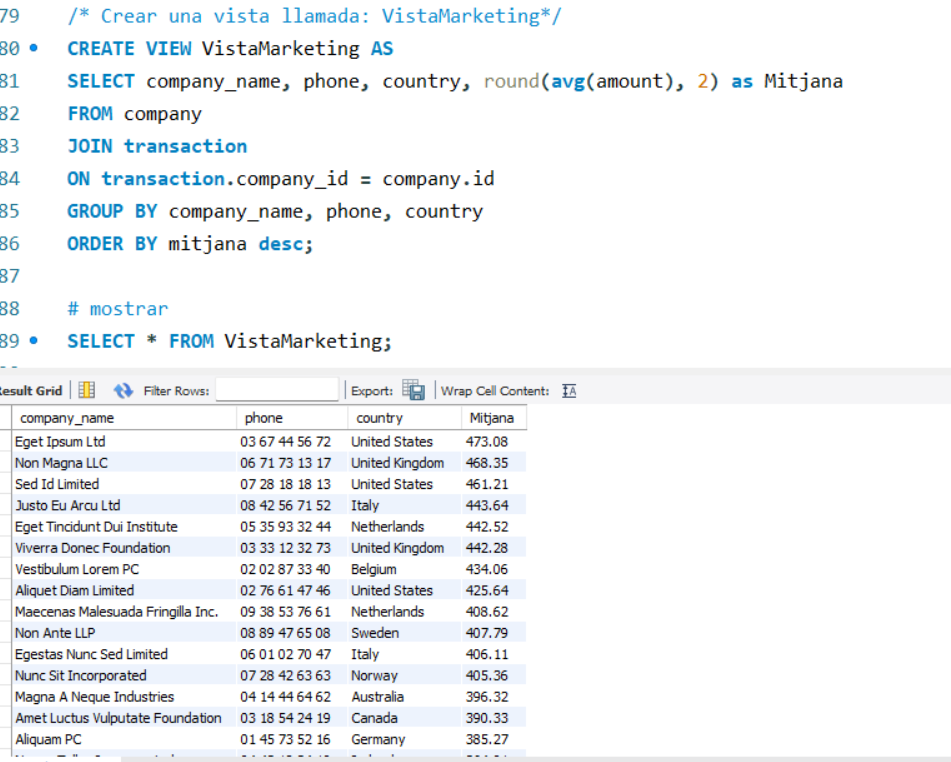 79 /* Crear una vista llamada: VistaMarketing*/
80 CREATE VIEW VistaMarketing AS
81 SELECT company_name, phone, country, round(avg(amount), 2) as Mitjana
82 FROM company
83 JOIN transaction
84 ON transaction.company_id = company.id
85 GROUP BY company_name, phone, country
86 ORDER BY mitjana desc;
87
88 # mostrar
89 SELECT * FROM VistaMarketing;
Result Grid Filter Rows: Export: Wrap Cell Content:
company_name phone country Mitjana
Eget Ipsum Ltd 03 67 44 56 72 United States 473.08
Non Magna LLC 06 71 73 13 17 United Kingdom 468.35
Sed Id Limited 07 28 18 18 13 United States 461.21
Justo Eu Arcu Ltd 08 42 56 71 52 Italy 443.64
Eget Tincidunt Dui Institute 05 35 93 32 44 Netherlands 442.52
Viverra Donec Foundation 03 33 12 32 73 United Kingdom 442.28
Vestibulum Lorem PC 02 02 87 33 40 Belgium 434.06
Aliquet Diam Limited 02 76 61 47 46 United States 425.64
Maecenas Malesuada Fringilla Inc. 09 38 53 76 61 Netherlands 408.62
Non Ante LLP 08 89 47 65 08 Sweden 407.79
Egestas Nunc Sed Limited 06 01 02 70 47 Italy 406.11
Nunc Sit Incorporated 07 28 42 63 63 Norway 405.36
Magna A Neque Industries 04 14 44 64 62 Australia 396.32
Amet Luctus Vulputate Foundation 03 18 54 24 19 Canada 390.33
Aliquam PC 01 45 73 52 16 Germany 385.27